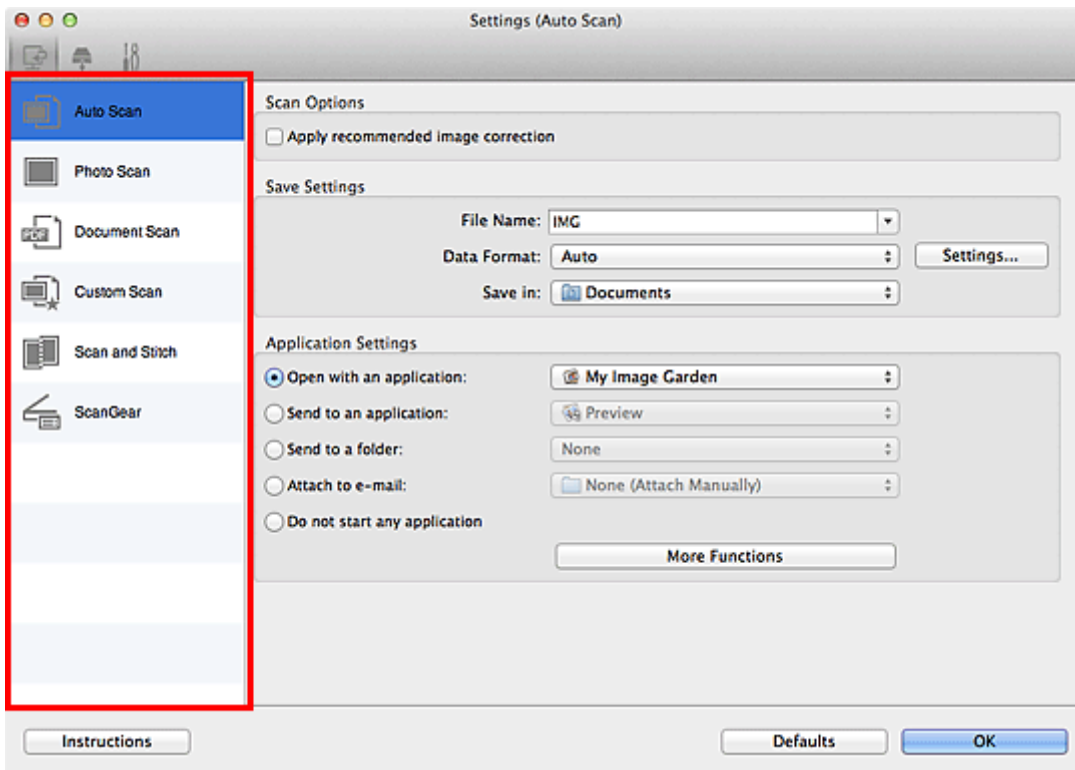 Settings (Auto Scan)
Auto Scan
Photo Scan
Document Scan
Custom Scan
Scan and Stitch
ScanGear
Scan Options
Apply recommended image correction
Save Settings
File Name: IMG
Data Format: Auto Settings...
Save in: Documents
Application Settings
Open with an application: My Image Garden
Send to an application: Preview
Send to a folder: None
Attach to e-mail: None (Attach Manually)
Do not start any application
More Functions
Instructions Defaults OK